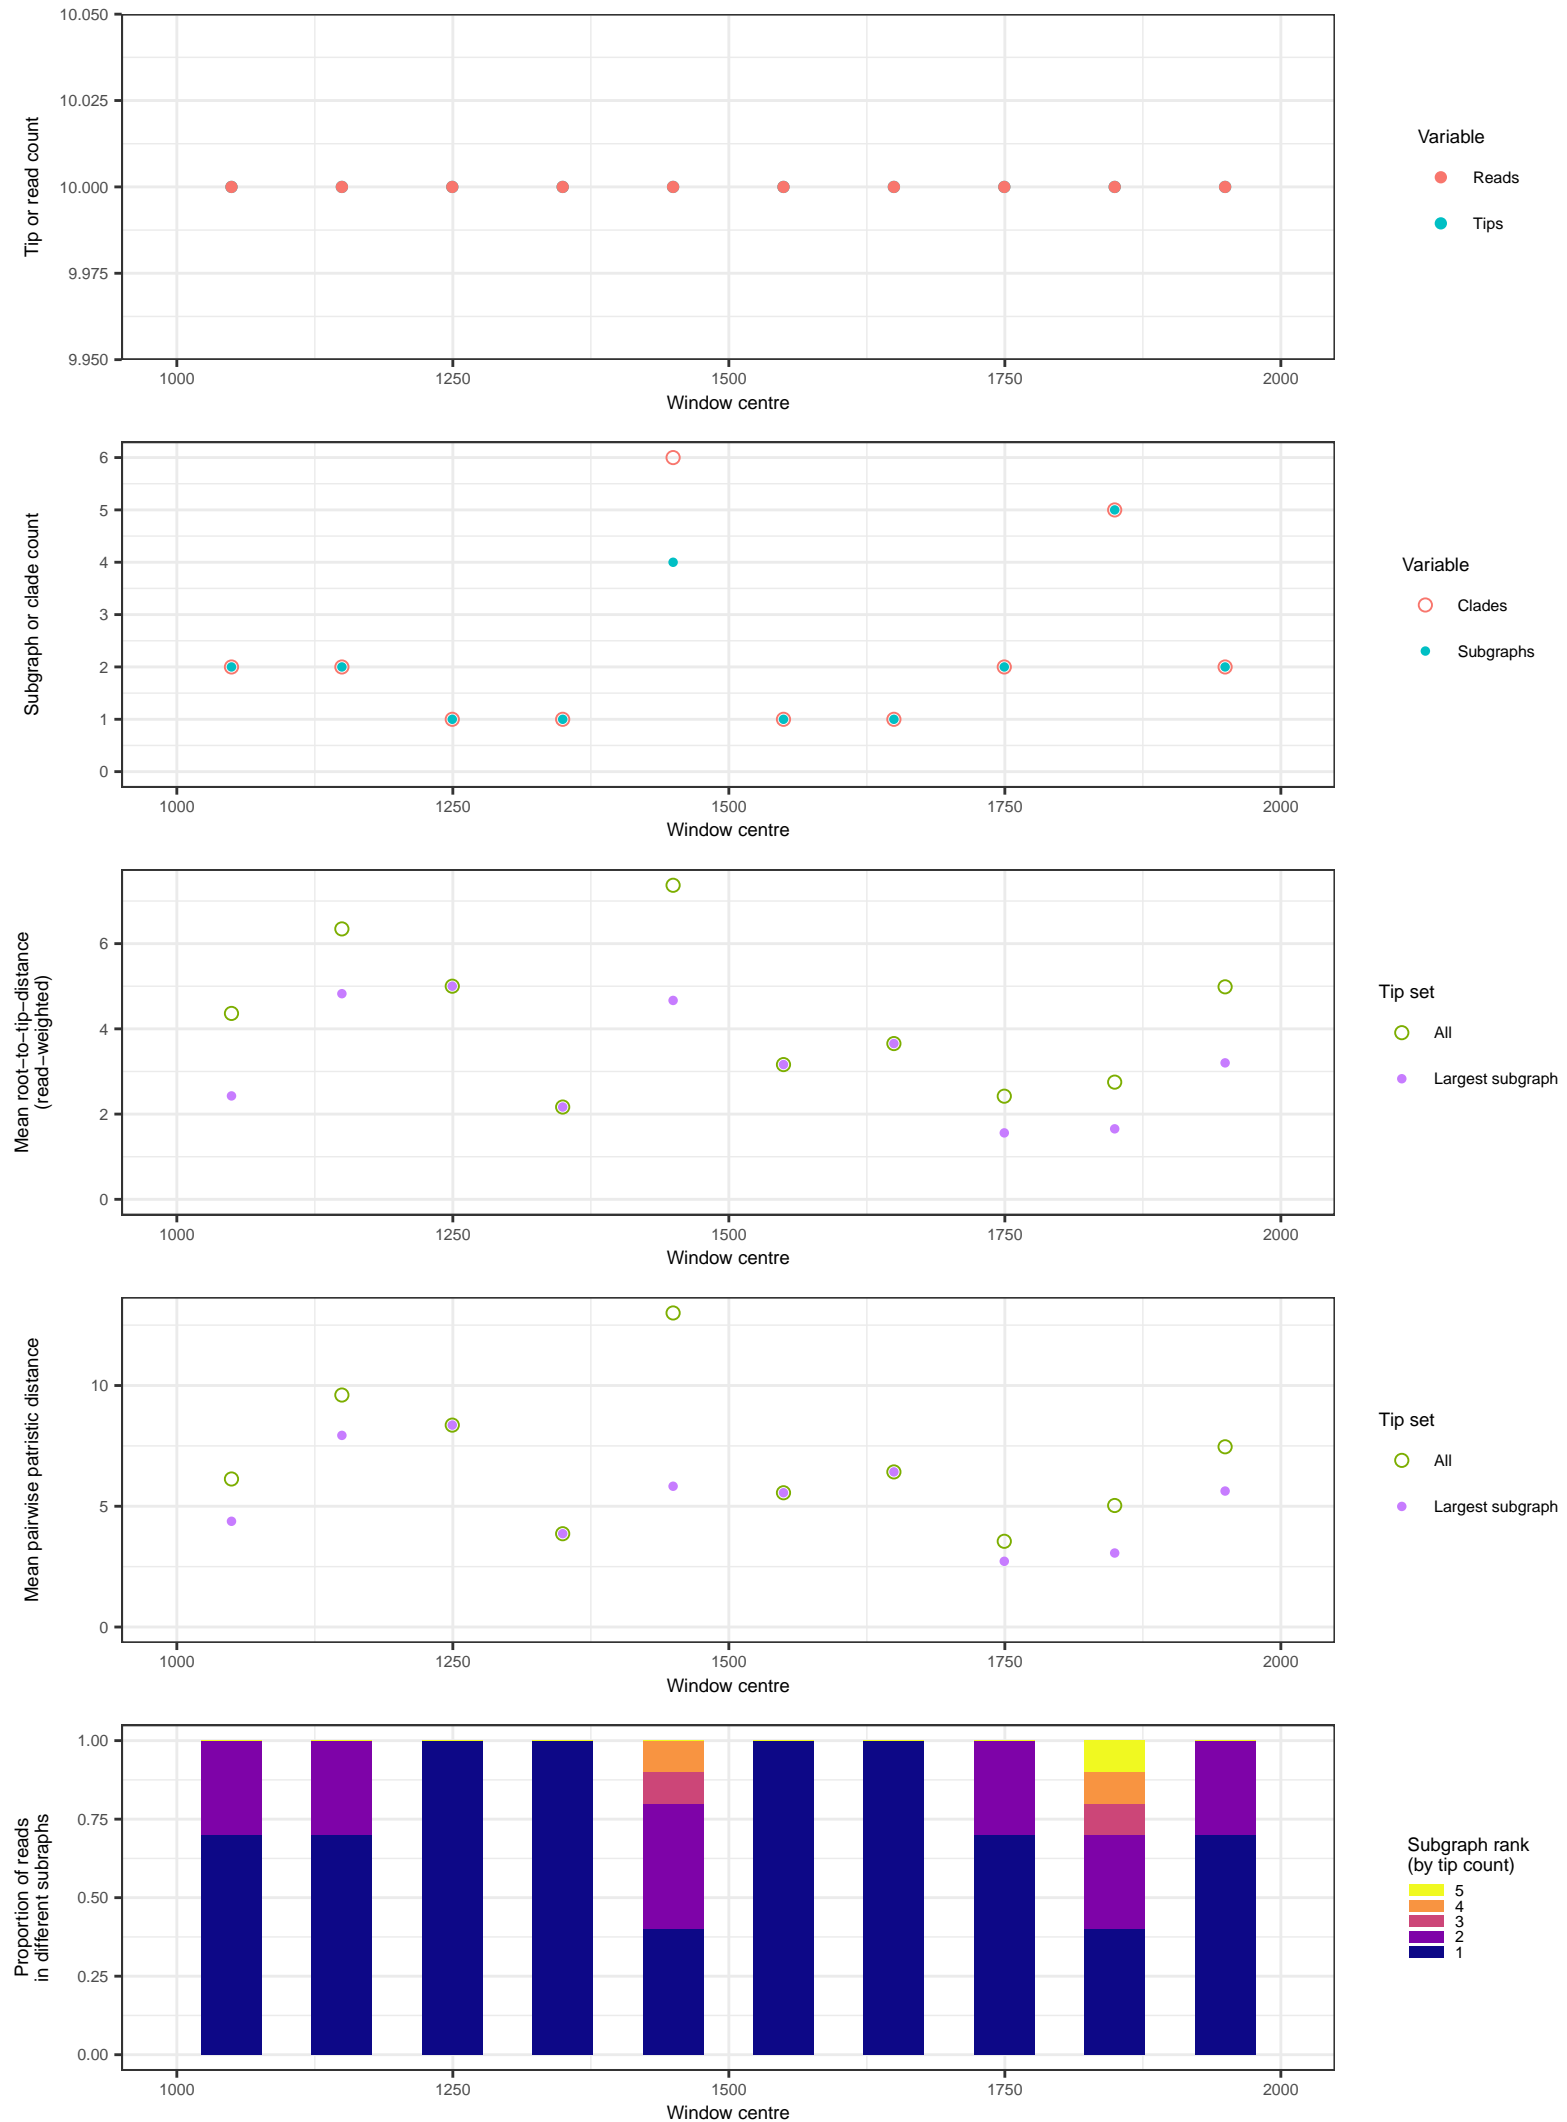 10.050
10.025
10.000
9.975
9.950
Tip or read count
1000 1250 1500 1750 2000
Window centre
Variable
Reads
Tips
6
5
4
3
2
1
0
Subgraph or clade count
1000 1250 1500 1750 2000
Window centre
Variable
Clades
Subgraphs
6
4
2
0
Mean root−to−tip−distance
(read−weighted)
1000 1250 1500 1750 2000
Window centre
Tip set
All
Largest subgraph
10
5
0
Mean pairwise patristic distance
1000 1250 1500 1750 2000
Window centre
Tip set
All
Largest subgraph
1.00
0.75
0.50
0.25
0.00
Proportion of reads
in different subraphs
1000 1250 1500 1750 2000
Window centre
Subgraph rank
(by tip count)
5
4
3
2
1